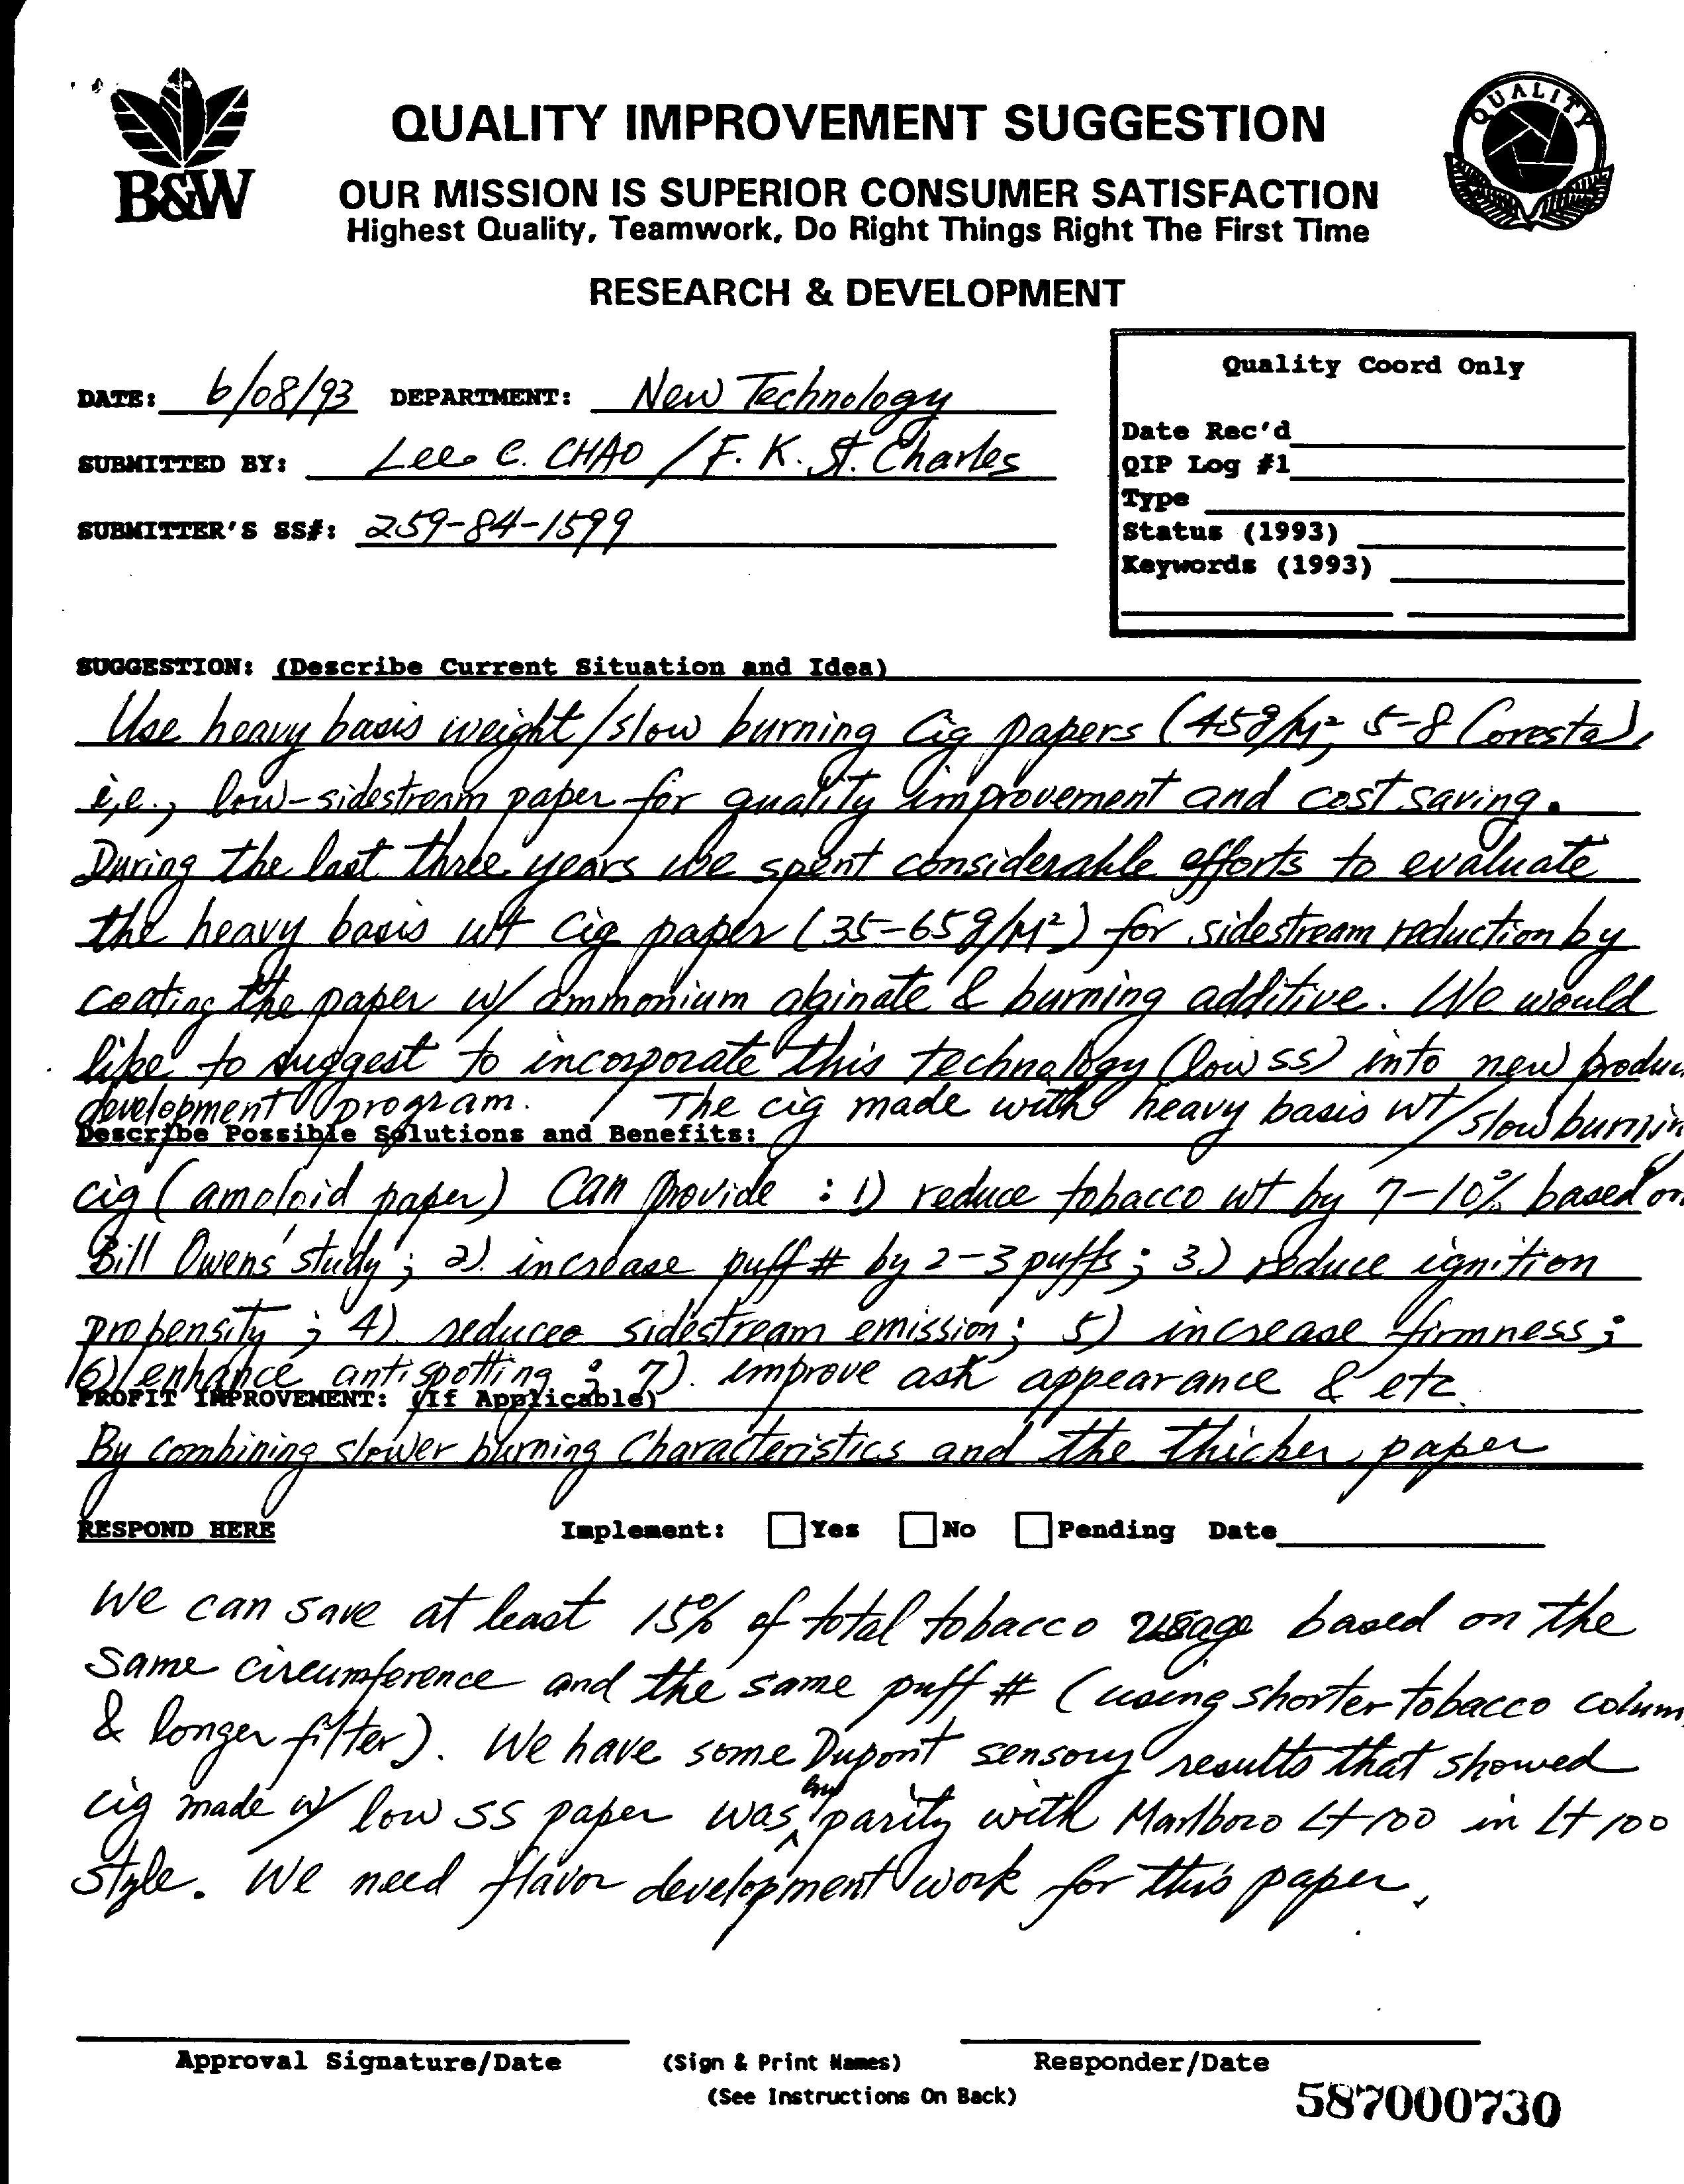 B&W
QUALITY
QUALITY IMPROVEMENT SUGGESTION
OUR MISSION IS SUPERIOR CONSUMER SATISFACTION
Highest Quality, Teamwork, Do Right Things Right The First Time
RESEARCH & DEVELOPMENT
DATE: 6/08/93 DEPARTMENT: New Technology
SUBMITTED BY: Lee C. CHAO / F. K. St. Charles
SUBMITTER'S SS#: 259-84-1599
Quality Coord Only
Date Rec'd
QIP Log #1
Type
Status (1993)
Keywords (1993)
SUGGESTION: (Describe Current Situation and Idea)
Use heavy basis weight/slow burning Cig papers (45g/M², 5-8 Coresta),
i.e., low-sidestream paper for quality improvement and cost saving.
During the last three years we spent considerable efforts to evaluate
the heavy basis wt cig paper (35-65g/M²) for sidestream reduction by
coating the paper w/ ammonium alginate & burning additive. We would
like to suggest to incorporate this technology (low SS) into new produc
development program. The cig made with heavy basis wt/slow burnin
Describe Possible Solutions and Benefits:
cig (amoloid paper) Can provide : 1) reduce tobacco wt by 7-10% based on
Bill Owens' study ; 2). increase puff # by 2-3 puffs ; 3.) reduce ignition
propensity ; 4) reduce sidestream emission; 5) increase firmness ;
6) enhance antispotting ; 7). improve ash appearance & etc.
PROFIT IMPROVEMENT: (If Applicable)
By combining slower burning Characteristics and the thicker paper
RESPOND HERE Implement: Yes No Pending Date
We can save at least 15% of total tobacco usage based on the
Same circumference and the same puff # (using shorter tobacco colum
& longer filter). We have some Dupont sensory results that showed
cig made w/ low SS paper was parity with Marlboro Lt 100 in Lt 100
Style. We need flavor development work for this paper.
Approval Signature/Date (Sign & Print Names) Responder/Date
(See Instructions On Back)
587000730